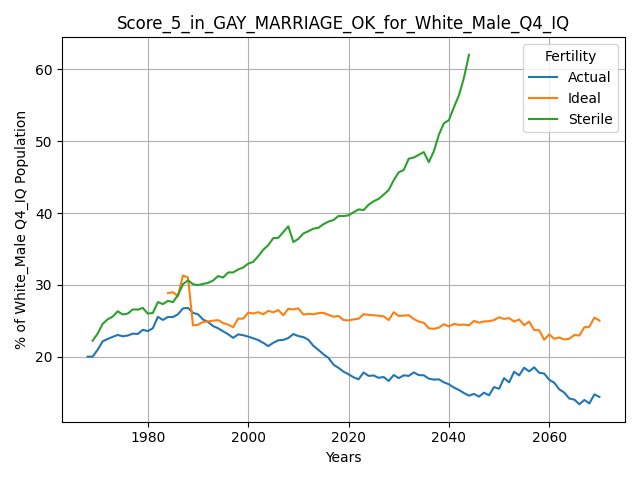 Score_5_in_GAY_MARRIAGE_OK_for_White_Male_Q4_IQ
Fertility
Actual
Ideal
Sterile
% of White_Male Q4_IQ Population
60
50
40
30
20
1980
2000
2020
2040
2060
Years